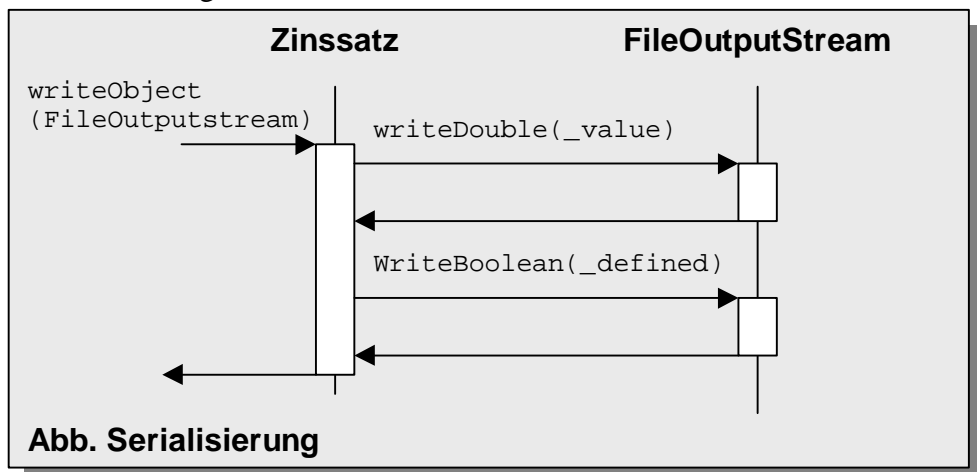 Zinssatz
FileOutputStream
writeObject
(FileOutputstream)
writeDouble(_value)
WriteBoolean(_defined)
Abb. Serialisierung